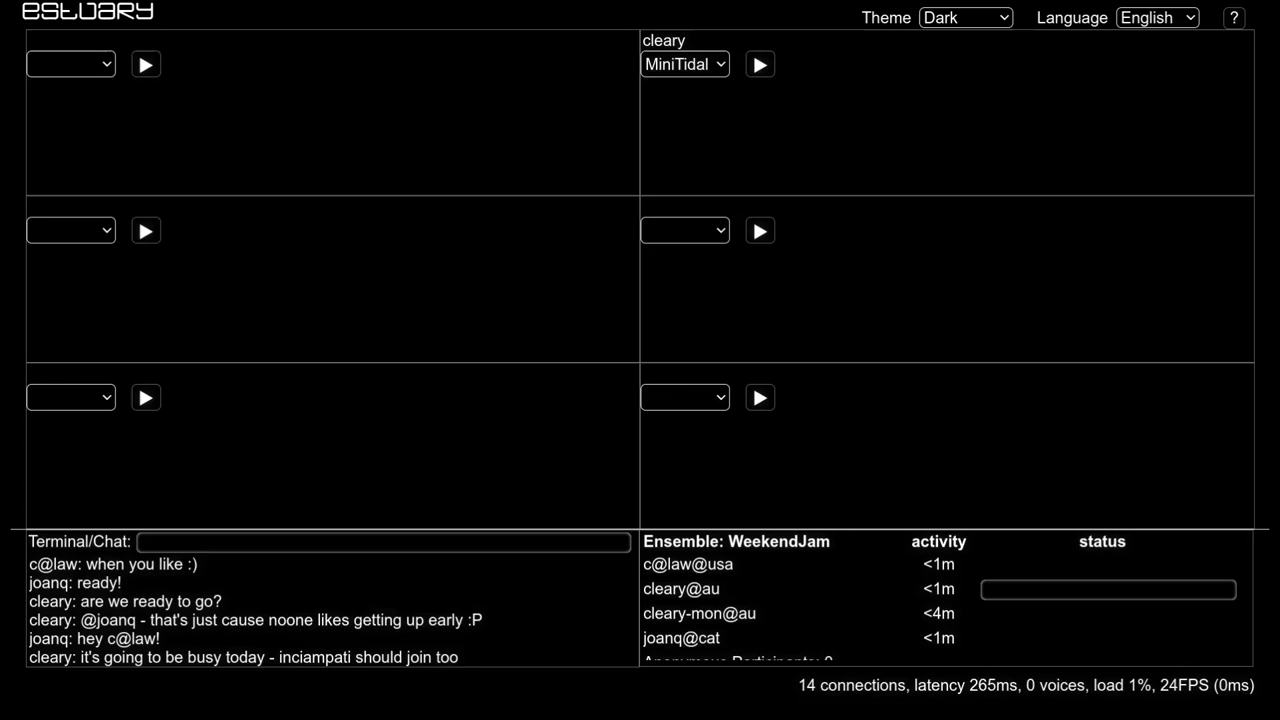 estuary
Theme Dark Language English ?
cleary
MiniTidal
Terminal/Chat:
c@law: when you like :)
joanq: ready!
cleary: are we ready to go?
cleary: @joanq - that's just cause noone likes getting up early :P
joanq: hey c@law!
cleary: it's going to be busy today - inciampati should join too
Ensemble: WeekendJam activity status
c@law@usa <1m
cleary@au <1m
cleary-mon@au <4m
joanq@cat <1m
14 connections, latency 265ms, 0 voices, load 1%, 24FPS (0ms)